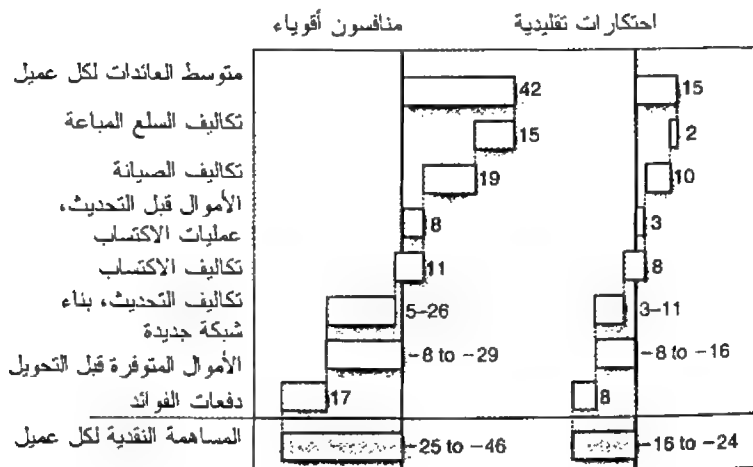 احتكارات تقليدية منافسون أقوياء
متوسط العائدات لكل عميل 42 15
تكاليف السلع المباعة 15 2
تكاليف الصيانة 19 10
الأموال قبل التحديث،
عمليات الاكتساب 8 3
تكاليف الاكتساب 11 8
تكاليف التحديث، بناء 5–26 3–11
شبكة جديدة
الأموال المتوفرة قبل التحويل −8 to −29 −8 to −16
دفعات الفوائد 17 8
المساهمة النقدية لكل عميل −25 to −46 −16 to −24